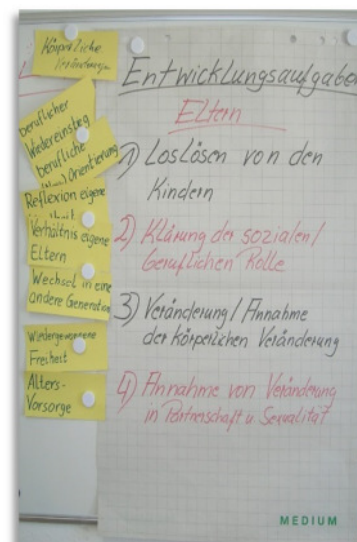 Körperliche
Veränderungen
beruflicher
Wiedereinstieg
berufliche
Orientierung
Reflexion eigene
Verhältnis eigene
Eltern
Wechsel in eine
andere Generation
wiedergewonnene
Freiheit
Alters-
Vorsorge
Entwicklungsaufgaben
Eltern
1) Loslösen von den
Kindern
2) Klärung der sozialen/
beruflichen Rolle
3) Veränderung/Annahme
der körperlichen Veränderung
4) Annahme von Veränderung
in Partnerschaft u. Sexualität
MEDIUM